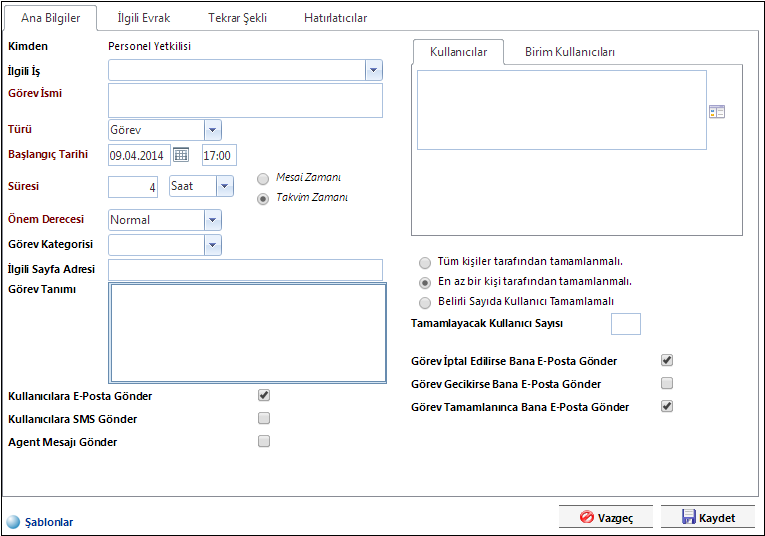 Ana Bilgiler İlgili Evrak Tekrar Şekli Hatırlatıcılar
Kimden Personel Yetkilisi
İlgili İş
Görev İsmi
Türü Görev
Başlangıç Tarihi 09.04.2014 17:00
Süresi 4 Saat
Mesai Zamanı
Takvim Zamanı
Önem Derecesi Normal
Görev Kategorisi
İlgili Sayfa Adresi
Görev Tanımı
Kullanıcılara E-Posta Gönder
Kullanıcılara SMS Gönder
Agent Mesajı Gönder
Kullanıcılar Birim Kullanıcıları
Tüm kişiler tarafından tamamlanmalı.
En az bir kişi tarafından tamamlanmalı.
Belirli Sayıda Kullanıcı Tamamlamalı
Tamamlayacak Kullanıcı Sayısı
Görev İptal Edilirse Bana E-Posta Gönder
Görev Gecikirse Bana E-Posta Gönder
Görev Tamamlanınca Bana E-Posta Gönder
Şablonlar
Vazgeç Kaydet